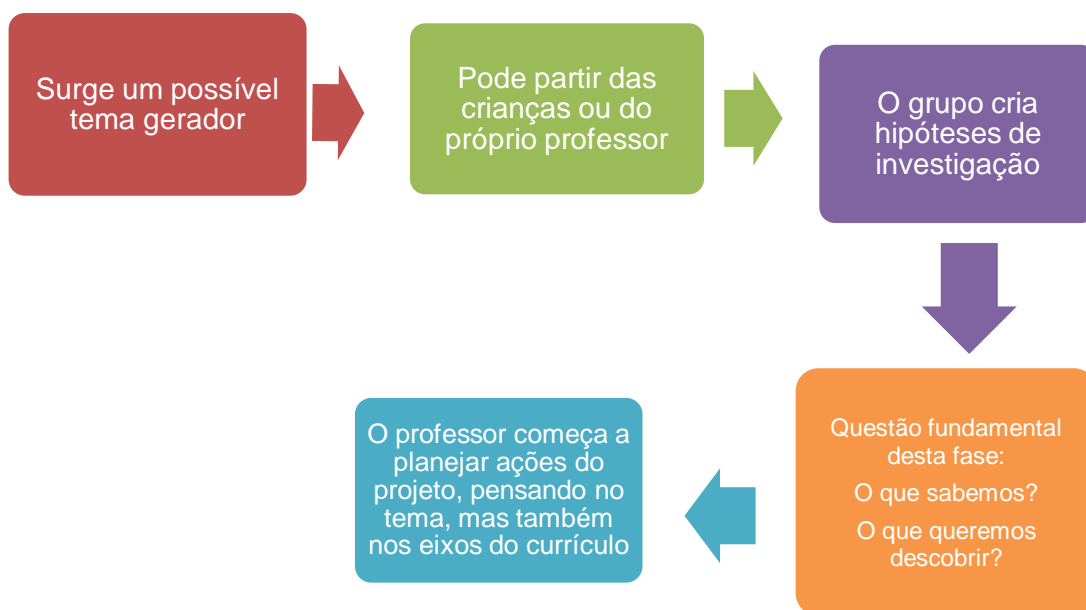 Surge um possível
tema gerador
Pode partir das
crianças ou do
próprio professor
O grupo cria
hipóteses de
investigação
Questão fundamental
desta fase:
O que sabemos?
O que queremos
descobrir?
O professor começa a
planejar ações do
projeto, pensando no
tema, mas também
nos eixos do currículo